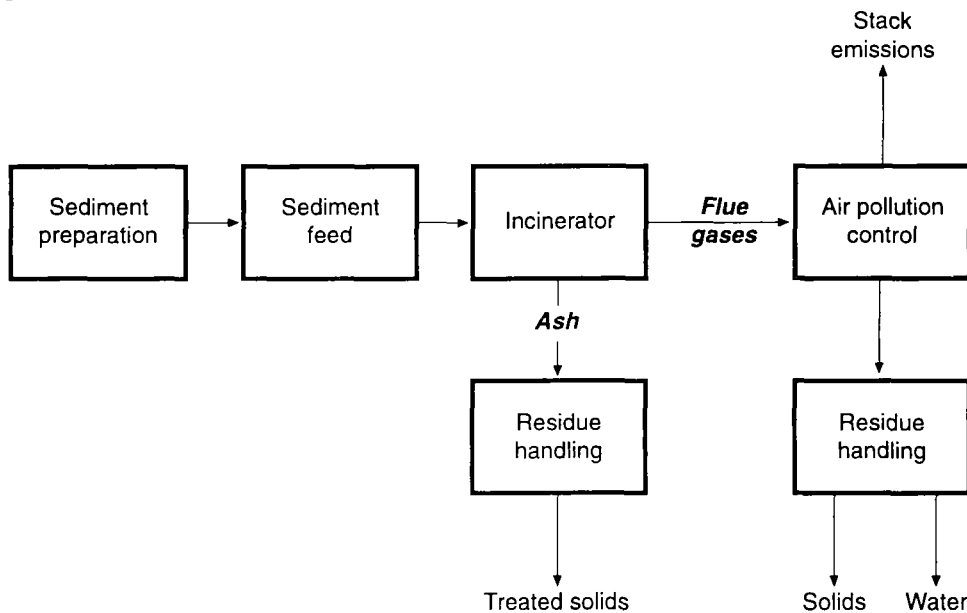 Stack
emissions
Sediment
preparation
Sediment
feed
Incinerator
Flue
gases
Air pollution
control
Ash
Residue
handling
Residue
handling
Treated solids
Solids
Water